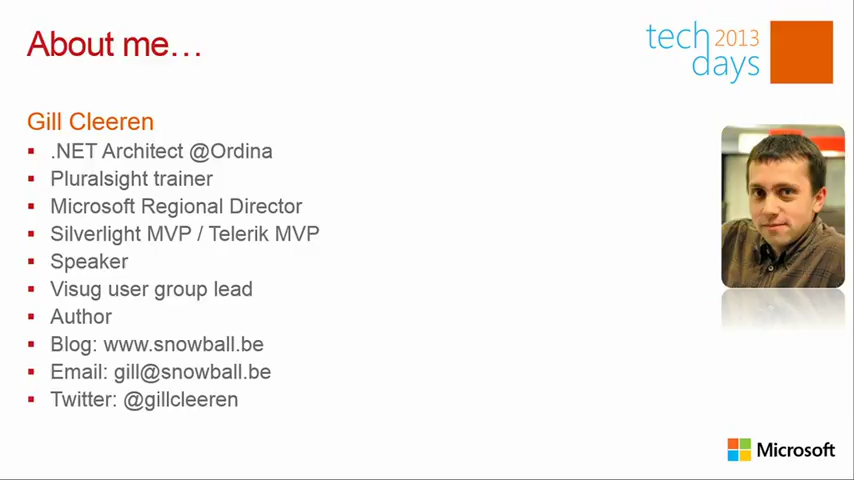 About me…
tech 2013
days
Gill Cleeren
.NET Architect @Ordina
Pluralsight trainer
Microsoft Regional Director
Silverlight MVP / Telerik MVP
Speaker
Visug user group lead
Author
Blog: www.snowball.be
Email: gill@snowball.be
Twitter: @gillcleeren
Microsoft